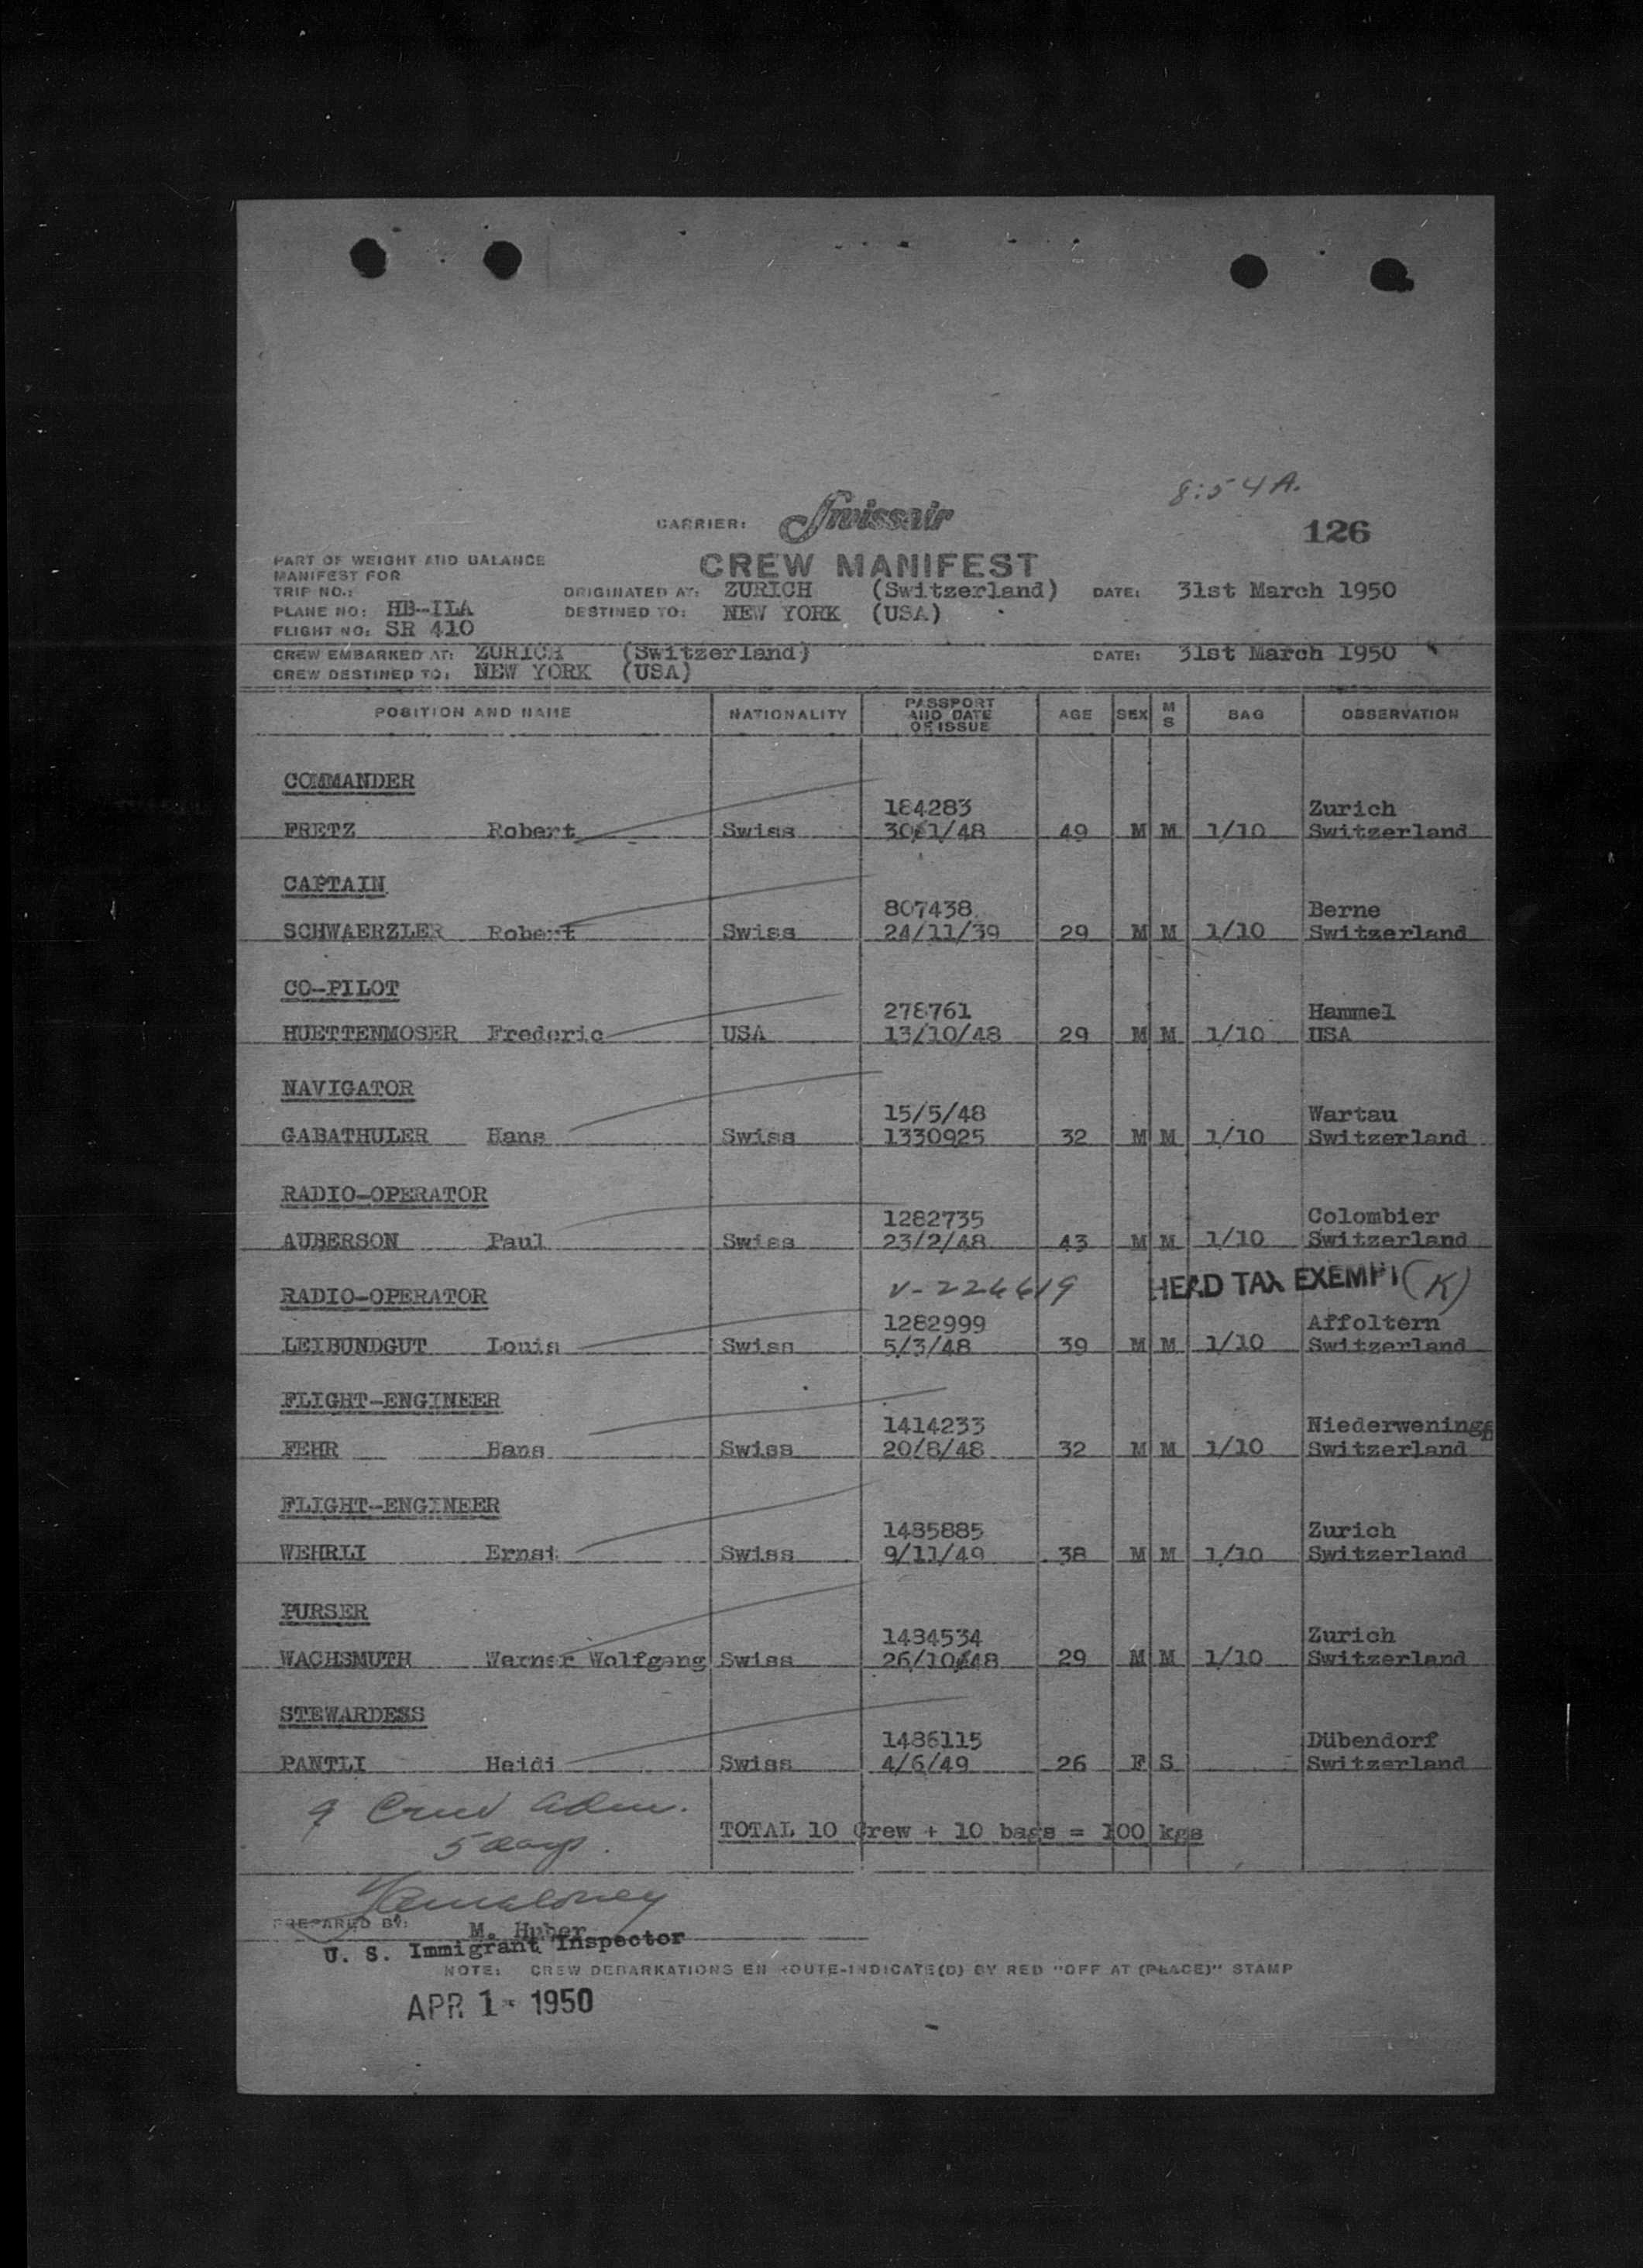 8:54 A.
CARRIER: Swissair
126
PART OF WEIGHT AND BALANCE
MANIFEST FOR
CREW MANIFEST
TRIP NO.:
ORIGINATED AT: ZURICH (Switzerland) DATE: 31st March 1950
PLANE NO: HB-ILA DESTINED TO: NEW YORK (USA)
FLIGHT NO: SR 410
CREW EMBARKED AT: ZURICH (Switzerland) DATE: 31st March 1950
CREW DESTINED TO: NEW YORK (USA)
POSITION AND NAME NATIONALITY PASSPORT AND DATE OF ISSUE AGE SEX M S BAG OBSERVATION
COMMANDER
184283 Zurich
FRETZ Robert Swiss 30/1/48 49 M M 1/10 Switzerland
CAPTAIN
807438 Berne
SCHWAERZLER Robert Swiss 24/11/39 29 M M 1/10 Switzerland
CO-PILOT
278761 Hammel
HUETTENMOSER Frederic USA 13/10/48 29 M M 1/10 USA
NAVIGATOR
15/5/48 Wartau
GABATHULER Hans Swiss 1330925 32 M M 1/10 Switzerland
RADIO-OPERATOR
1282735 Colombier
AUBERSON Paul Swiss 23/2/48 43 M M 1/10 Switzerland
V-226619 HEAD TAX EXEMPT (K)
RADIO-OPERATOR
1282999 Affoltern
LEIBUNDGUT Louis Swiss 5/3/48 39 M M 1/10 Switzerland
FLIGHT-ENGINEER
1414233 Niederwenings
FEHR Hans Swiss 20/8/48 32 M M 1/10 Switzerland
FLIGHT-ENGINEER
1485885 Zurich
WEHRLI Ernst Swiss 9/11/49 38 M M 1/10 Switzerland
PURSER
1434534 Zurich
WACHSMUTH Werner Wolfgang Swiss 26/10/48 29 M M 1/10 Switzerland
STEWARDESS
1486115 Dübendorf
PANTLI Heidi Swiss 4/6/49 26 F S Switzerland
9 Crew adm.
TOTAL 10 Crew + 10 bags = 100 kgs
5 days.
PREPARED BY: M. Huber
U. S. Immigrant Inspector
NOTE: CREW DEBARKATIONS EN ROUTE-INDICATE(D) BY RED "OFF AT (PLACE)" STAMP
APR 1 - 1950